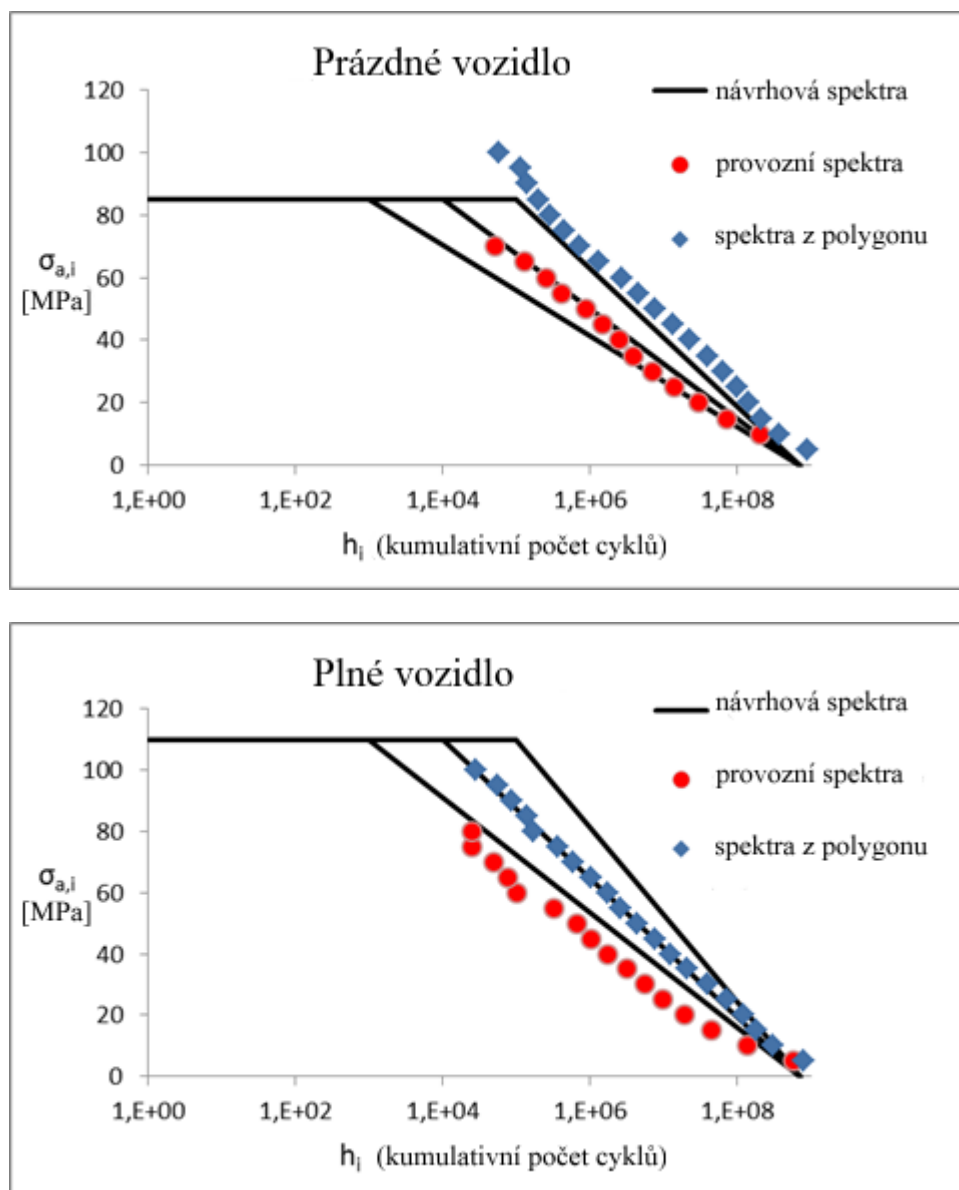 Prázdné vozidlo
návrhová spektra
provozní spektra
spektra z polygonu
120
100
80
60
40
20
0
σa,i
[MPa]
1,E+00 1,E+02 1,E+04 1,E+06 1,E+08
hi (kumulativní počet cyklů)
Plné vozidlo
návrhová spektra
provozní spektra
spektra z polygonu
120
100
80
60
40
20
0
σa,i
[MPa]
1,E+00 1,E+02 1,E+04 1,E+06 1,E+08
hi (kumulativní počet cyklů)